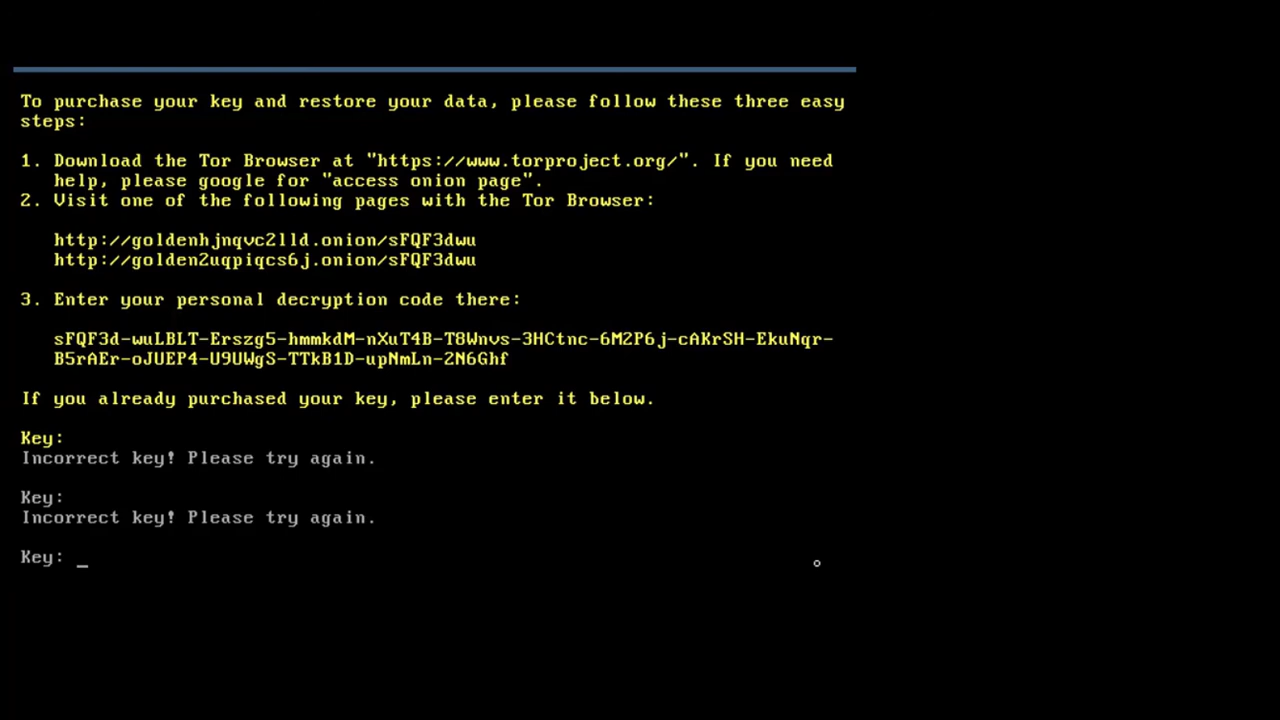 To purchase your key and restore your data, please follow these three easy
steps:
1. Download the Tor Browser at "https://www.torproject.org/". If you need
help, please google for "access onion page".
2. Visit one of the following pages with the Tor Browser:
http://goldenhjnqvc2lld.onion/sFQF3dwu
http://golden2uqpiqcs6j.onion/sFQF3dwu
3. Enter your personal decryption code there:
sFQF3d-wuLBLT-Erszg5-hmmkdM-nXuT4B-T8Wnvs-3HCtnc-6M2P6j-cAKrSH-EkuNqr-
B5rAEr-oJUEP4-U9UWgS-TTkB1D-upNmLn-2N6Ghf
If you already purchased your key, please enter it below.
Key:
Incorrect key! Please try again.
Key:
Incorrect key! Please try again.
Key: _